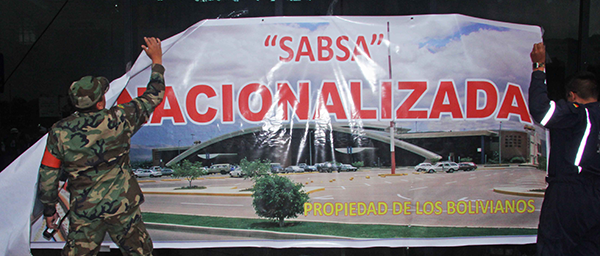 "SABSA"
NACIONALIZADA
PROPIEDAD DE LOS BOLIVIANOS